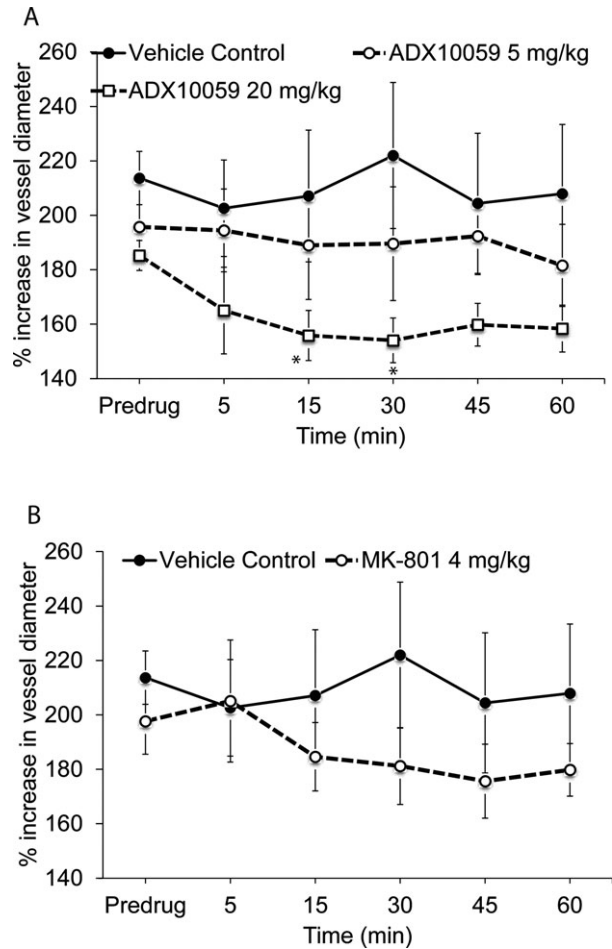 A
Vehicle Control
ADX10059 5 mg/kg
ADX10059 20 mg/kg
% increase in vessel diameter
260
240
220
200
180
160
140
*
*
Predrug 5 15 30 45 60
Time (min)
B
Vehicle Control
MK-801 4 mg/kg
% increase in vessel diameter
260
240
220
200
180
160
140
Predrug 5 15 30 45 60
Time (min)